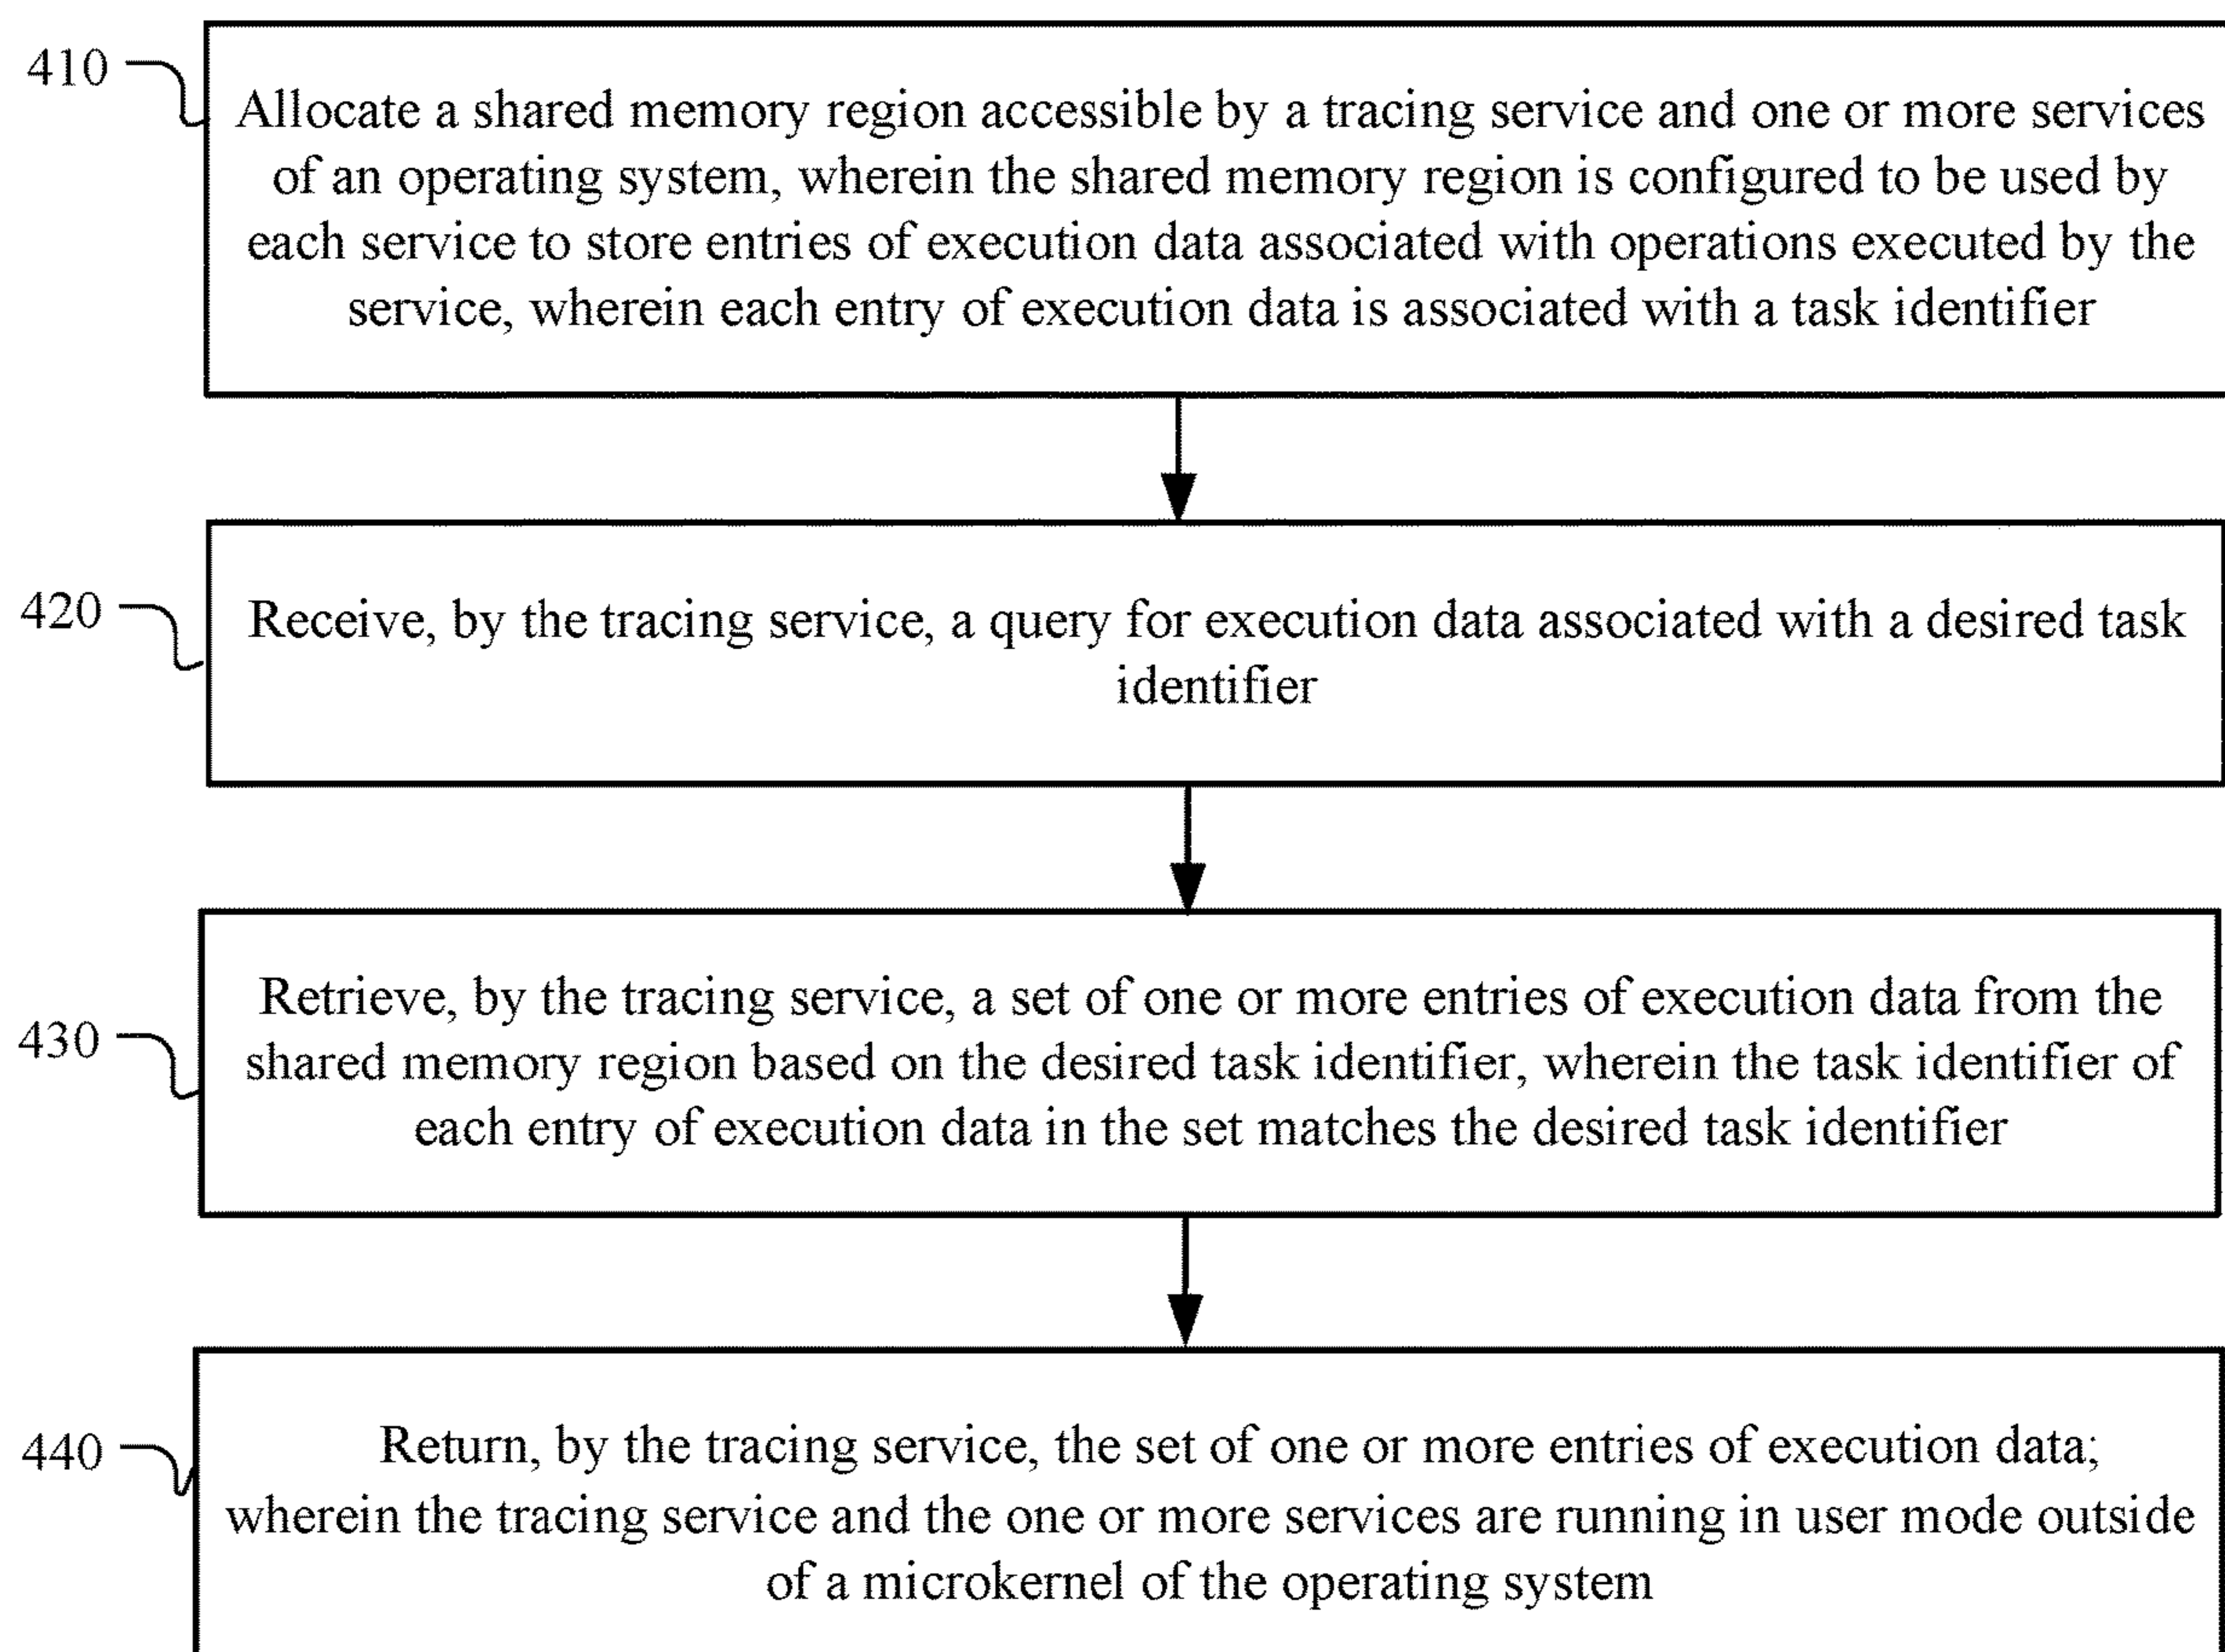 410
Allocate a shared memory region accessible by a tracing service and one or more services
of an operating system, wherein the shared memory region is configured to be used by
each service to store entries of execution data associated with operations executed by the
service, wherein each entry of execution data is associated with a task identifier
420
Receive, by the tracing service, a query for execution data associated with a desired task
identifier
430
Retrieve, by the tracing service, a set of one or more entries of execution data from the
shared memory region based on the desired task identifier, wherein the task identifier of
each entry of execution data in the set matches the desired task identifier
440
Return, by the tracing service, the set of one or more entries of execution data;
wherein the tracing service and the one or more services are running in user mode outside
of a microkernel of the operating system